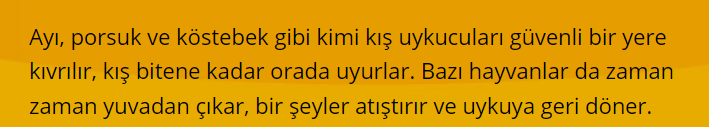 Ayı, porsuk ve köstebek gibi kimi kış uykucuları güvenli bir yere
kıvrılır, kış bitene kadar orada uyurlar. Bazı hayvanlar da zaman
zaman yuvadan çıkar, bir şeyler atıştırır ve uykuya geri döner.